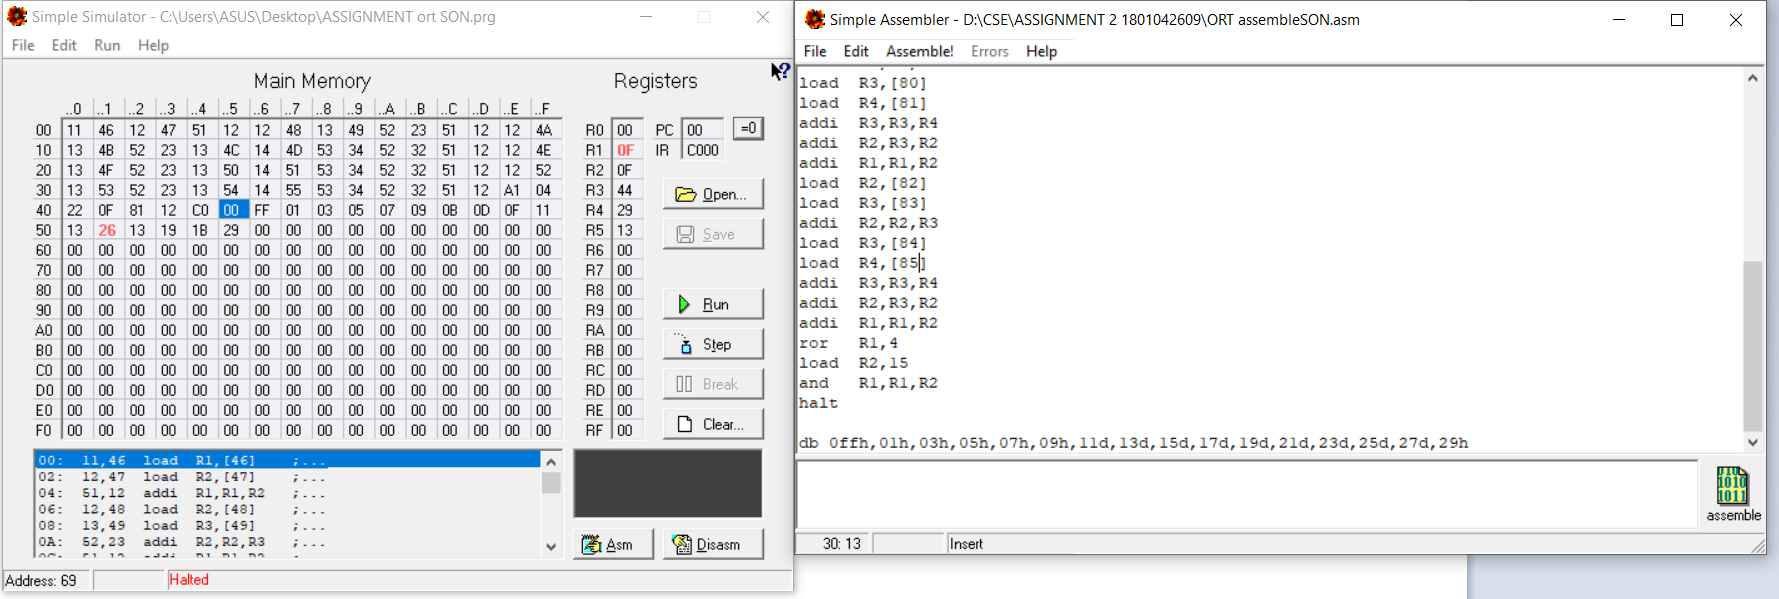 Simple Simulator - C:\Users\ASUS\Desktop\ASSIGNMENT ort SON.prg
File Edit Run Help
Main Memory
..0 ..1 ..2 ..3 ..4 ..5 ..6 ..7 ..8 ..9 ..A ..B ..C ..D ..E ..F
00 11 46 12 47 51 12 12 48 13 49 52 23 51 12 12 4A
10 13 4B 52 23 13 4C 14 4D 53 34 52 32 51 12 12 4E
20 13 4F 52 23 13 50 14 51 53 34 52 32 51 12 12 52
30 13 53 52 23 13 54 14 55 53 34 52 32 51 12 A1 04
40 22 0F 81 12 C0 00 FF 01 03 05 07 09 0B 0D 0F 11
50 13 26 13 19 1B 29 00 00 00 00 00 00 00 00 00 00
60 00 00 00 00 00 00 00 00 00 00 00 00 00 00 00 00
70 00 00 00 00 00 00 00 00 00 00 00 00 00 00 00 00
80 00 00 00 00 00 00 00 00 00 00 00 00 00 00 00 00
90 00 00 00 00 00 00 00 00 00 00 00 00 00 00 00 00
A0 00 00 00 00 00 00 00 00 00 00 00 00 00 00 00 00
B0 00 00 00 00 00 00 00 00 00 00 00 00 00 00 00 00
C0 00 00 00 00 00 00 00 00 00 00 00 00 00 00 00 00
D0 00 00 00 00 00 00 00 00 00 00 00 00 00 00 00 00
E0 00 00 00 00 00 00 00 00 00 00 00 00 00 00 00 00
F0 00 00 00 00 00 00 00 00 00 00 00 00 00 00 00 00
Registers
R0 00
R1 0F
R2 0F
R3 44
R4 29
R5 13
R6 00
R7 00
R8 00
R9 00
RA 00
RB 00
RC 00
RD 00
RE 00
RF 00
PC 00 =0
IR C000
Open...
Save
Run
Step
Break
Clear...
00: 11,46 load R1,[46] ;...
02: 12,47 load R2,[47] ;...
04: 51,12 addi R1,R1,R2 ;...
06: 12,48 load R2,[48] ;...
08: 13,49 load R3,[49] ;...
0A: 52,23 addi R2,R2,R3 ;...
Asm Disasm
Address: 69 Halted
Simple Assembler - D:\CSE\ASSIGNMENT 2 1801042609\ORT assembleSON.asm
File Edit Assemble! Errors Help
load R3,[80]
load R4,[81]
addi R3,R3,R4
addi R2,R3,R2
addi R1,R1,R2
load R2,[82]
load R3,[83]
addi R2,R2,R3
load R3,[84]
load R4,[85]
addi R3,R3,R4
addi R2,R3,R2
addi R1,R1,R2
ror R1,4
load R2,15
and R1,R1,R2
halt
db 0ffh,01h,03h,05h,07h,09h,11d,13d,15d,17d,19d,21d,23d,25d,27d,29h
assemble
30: 13 Insert